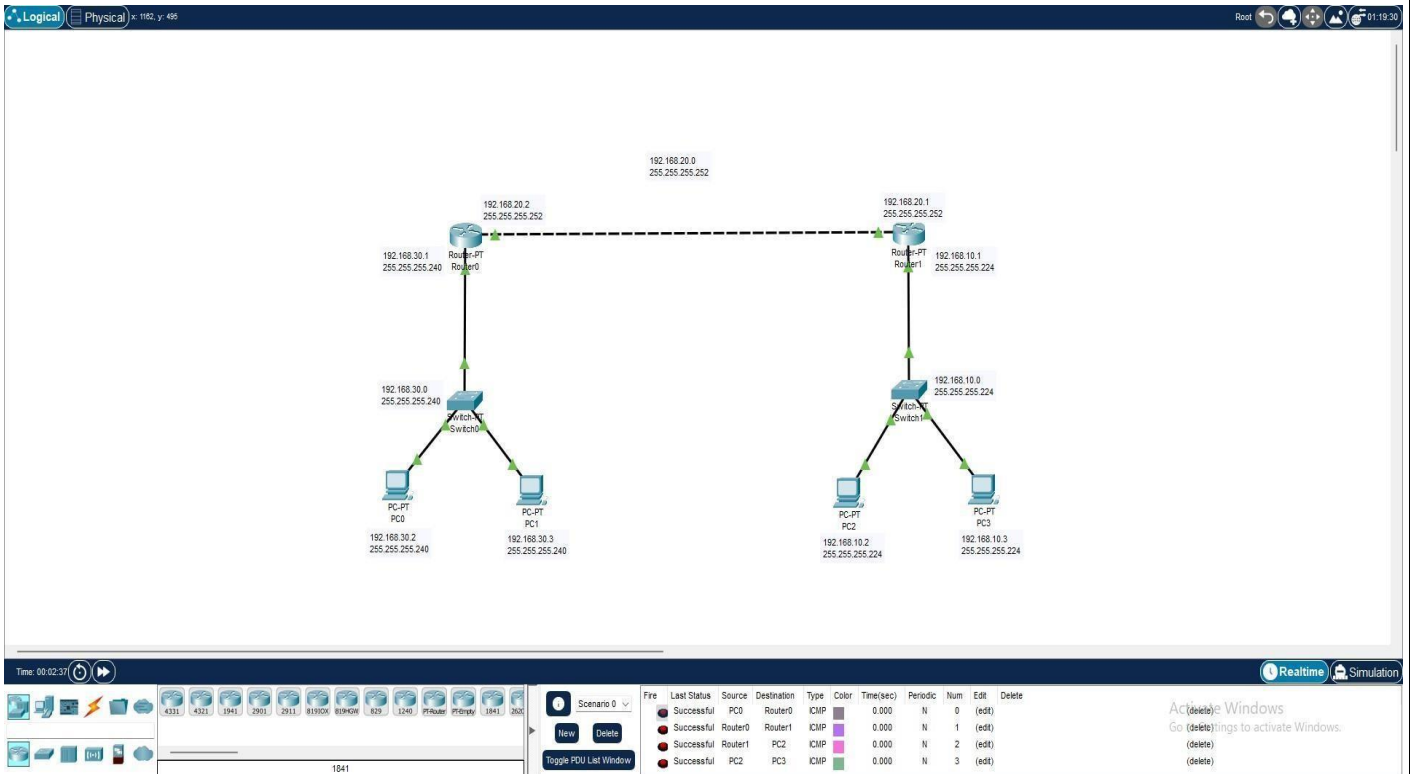 Logical Physical x: 1162, y: 495 Root 01:19:30
192.168.20.0
255.255.255.252
192.168.20.2
255.255.255.252
192.168.20.1
255.255.255.252
192.168.30.1
255.255.255.240
Router-PT
Router0
Router-PT
Router1
192.168.10.1
255.255.255.224
192.168.30.0
255.255.255.240
Switch-PT
Switch0
192.168.10.0
255.255.255.224
Switch-PT
Switch1
PC-PT
PC0
PC-PT
PC1
PC-PT
PC2
PC-PT
PC3
192.168.30.2
255.255.255.240
192.168.30.3
255.255.255.240
192.168.10.2
255.255.255.224
192.168.10.3
255.255.255.224
Time: 00:02:37 Realtime Simulation
4331 4321 1941 2901 2911 819IOX 819HGW 829 1240 PT-Router PT-Empty 1841
1841
Scenario 0
New Delete
Toggle PDU List Window
Fire Last Status Source Destination Type Color Time(sec) Periodic Num Edit Delete
Successful PC0 Router0 ICMP 0.000 N 0 (edit) (delete)
Successful Router0 Router1 ICMP 0.000 N 1 (edit) (delete)
Successful Router1 PC2 ICMP 0.000 N 2 (edit) (delete)
Successful PC2 PC3 ICMP 0.000 N 3 (edit) (delete)
Activate Windows
Go to Settings to activate Windows.